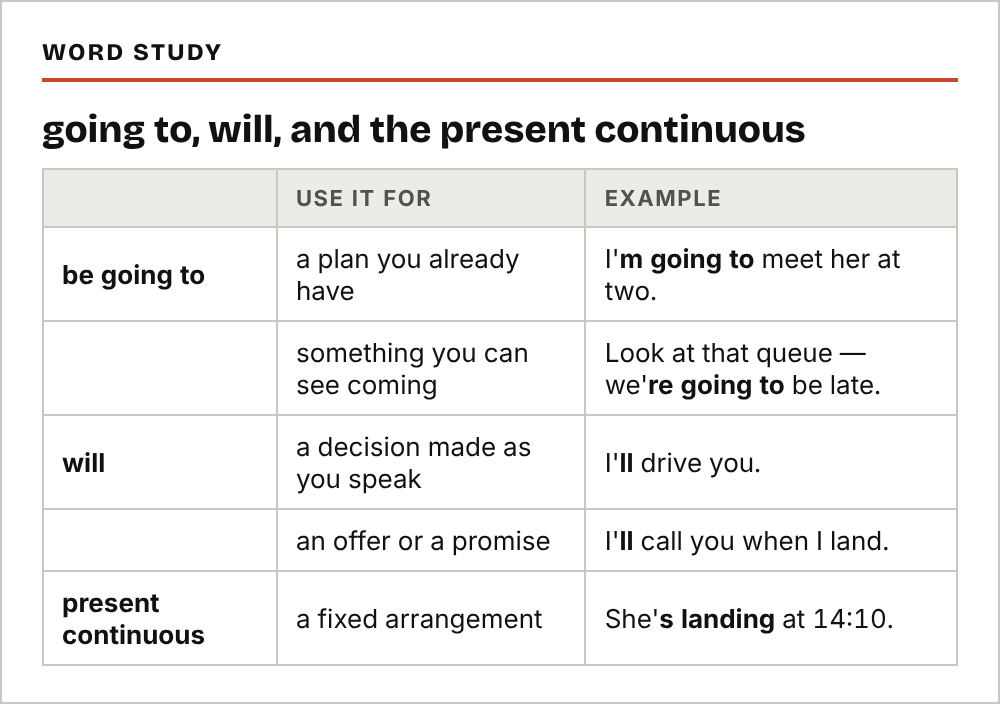 WORD STUDY
going to, will, and the present continuous
USE IT FOR
EXAMPLE
be going to
a plan you already
have
I'm going to meet her at
two.
something you can
see coming
Look at that queue —
we're going to be late.
will
a decision made as
you speak
I'll drive you.
an offer or a promise
I'll call you when I land.
present
continuous
a fixed arrangement
She's landing at 14:10.